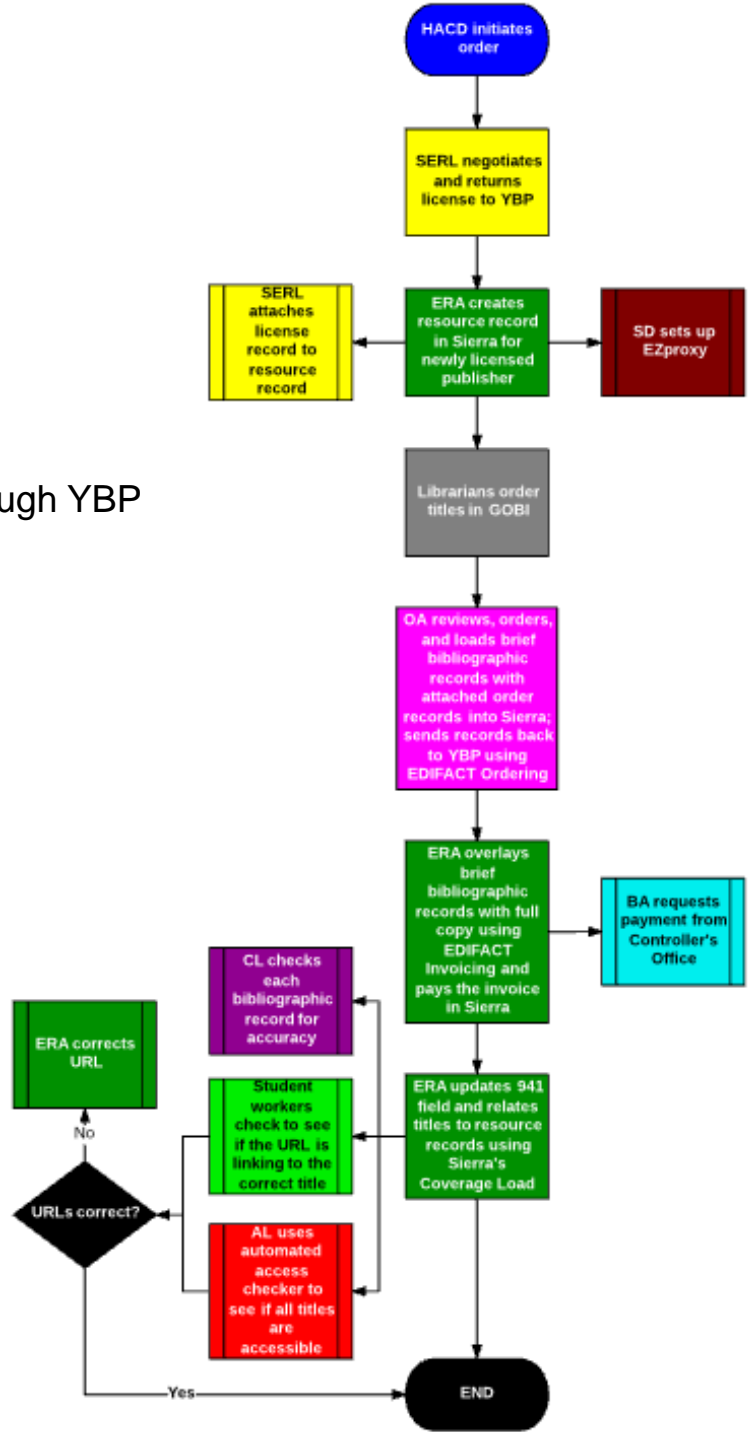 HACD initiates
order
SERL negotiates
and returns
license to YBP
SERL
attaches
license
record to
resource
record
ERA creates
resource record
in Sierra for
newly licensed
publisher
SD sets up
EZproxy
ugh YBP
Librarians order
titles in GOBI
OA reviews, orders,
and loads brief
bibliographic
records with
attached order
records into Sierra;
sends records back
to YBP using
EDIFACT Ordering
ERA overlays
brief
bibliographic
records with full
copy using
EDIFACT
Invoicing and
pays the invoice
in Sierra
BA requests
payment from
Controller's
Office
CL checks
each
bibliographic
record for
accuracy
ERA corrects
URL
Student
workers
check to see
if the URL is
linking to the
correct title
ERA updates 941
field and relates
titles to resource
records using
Sierra's
Coverage Load
No
URLs correct?
AL uses
automated
access
checker to
see if all titles
are
accessible
Yes
END